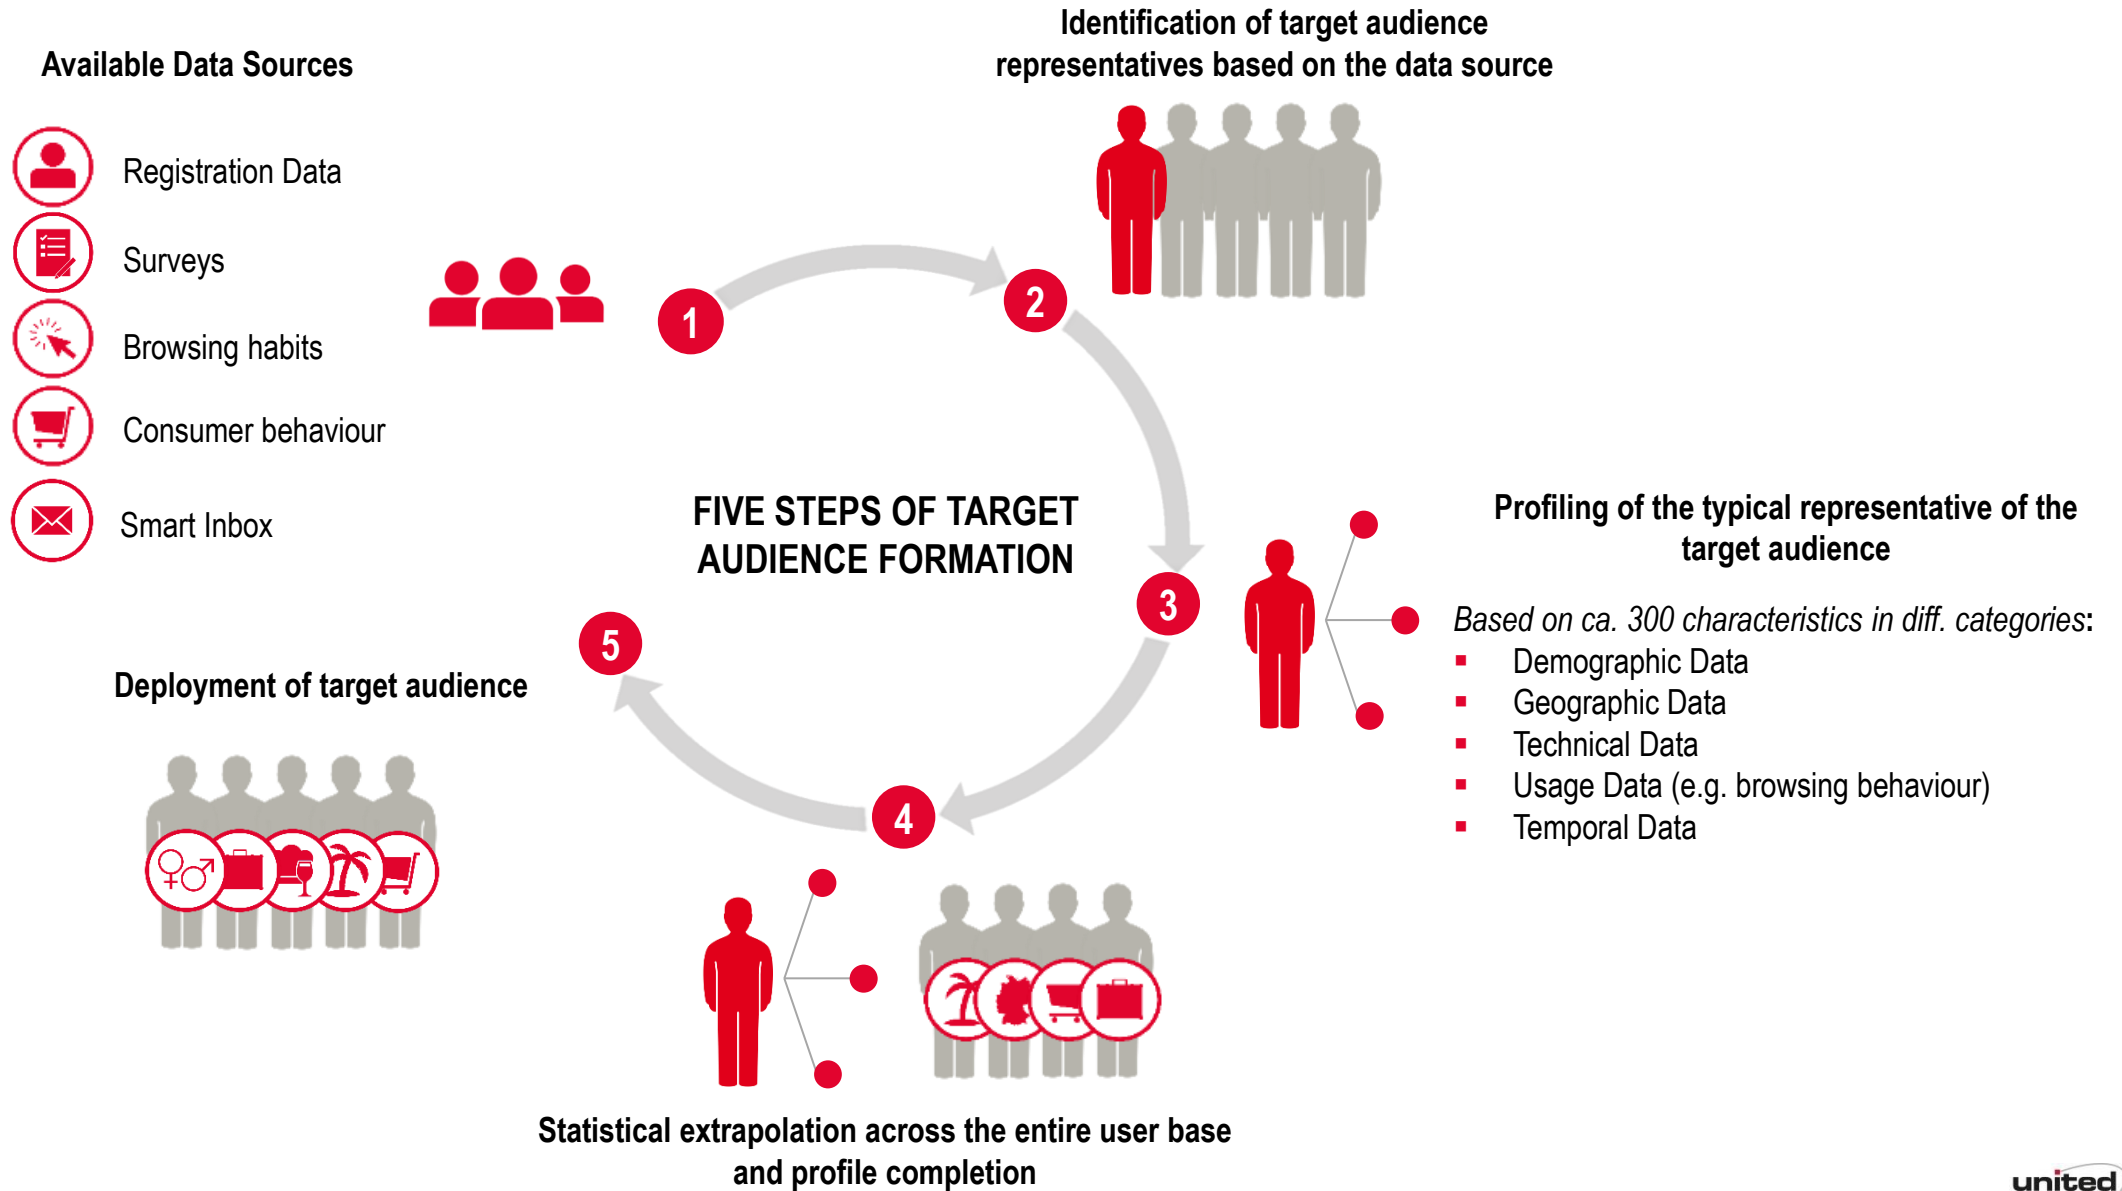 Available Data Sources
Registration Data
Surveys
Browsing habits
Consumer behaviour
Smart Inbox
1
2
Identification of target audience
representatives based on the data source
FIVE STEPS OF TARGET
AUDIENCE FORMATION
3
Profiling of the typical representative of the
target audience
Based on ca. 300 characteristics in diff. categories:
Demographic Data
Geographic Data
Technical Data
Usage Data (e.g. browsing behaviour)
Temporal Data
4
Statistical extrapolation across the entire user base
and profile completion
5
Deployment of target audience
united